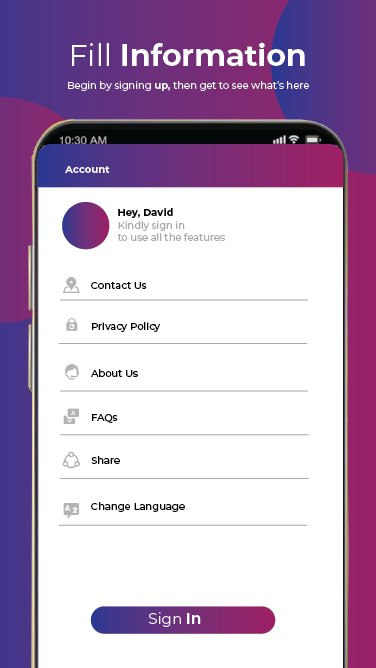 Fill Information
Begin by signing up, then get to see what's here
10:30 AM
Account
Hey, David
Kindly sign in
to use all the features
Contact Us
Privacy Policy
About Us
FAQs
Share
Change Language
Sign In